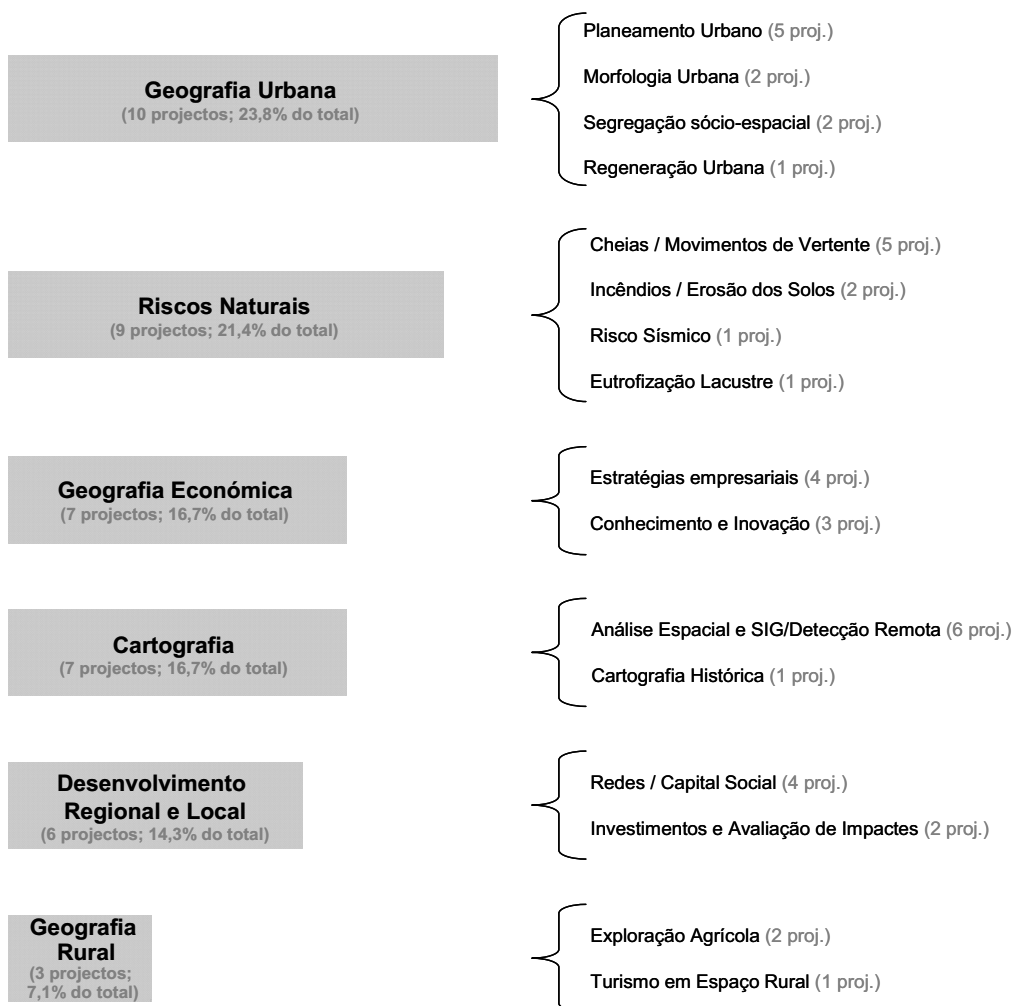 Geografia Urbana
(10 projectos; 23,8% do total)
Planeamento Urbano (5 proj.)
Morfologia Urbana (2 proj.)
Segregação sócio-espacial (2 proj.)
Regeneração Urbana (1 proj.)
Riscos Naturais
(9 projectos; 21,4% do total)
Cheias / Movimentos de Vertente (5 proj.)
Incêndios / Erosão dos Solos (2 proj.)
Risco Sísmico (1 proj.)
Eutrofização Lacustre (1 proj.)
Geografia Económica
(7 projectos; 16,7% do total)
Estratégias empresariais (4 proj.)
Conhecimento e Inovação (3 proj.)
Cartografia
(7 projectos; 16,7% do total)
Análise Espacial e SIG/Detecção Remota (6 proj.)
Cartografia Histórica (1 proj.)
Desenvolvimento
Regional e Local
(6 projectos; 14,3% do total)
Redes / Capital Social (4 proj.)
Investimentos e Avaliação de Impactes (2 proj.)
Geografia
Rural
(3 projectos;
7,1% do total)
Exploração Agrícola (2 proj.)
Turismo em Espaço Rural (1 proj.)